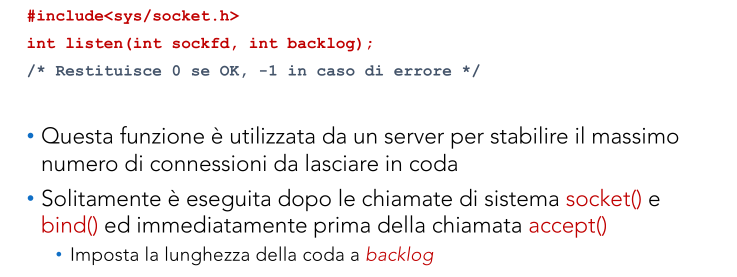 #include<sys/socket.h>
int listen(int sockfd, int backlog);
/* Restituisce 0 se OK, -1 in caso di errore */
• Questa funzione è utilizzata da un server per stabilire il massimo
numero di connessioni da lasciare in coda
• Solitamente è eseguita dopo le chiamate di sistema socket() e
bind() ed immediatamente prima della chiamata accept()
• Imposta la lunghezza della coda a backlog